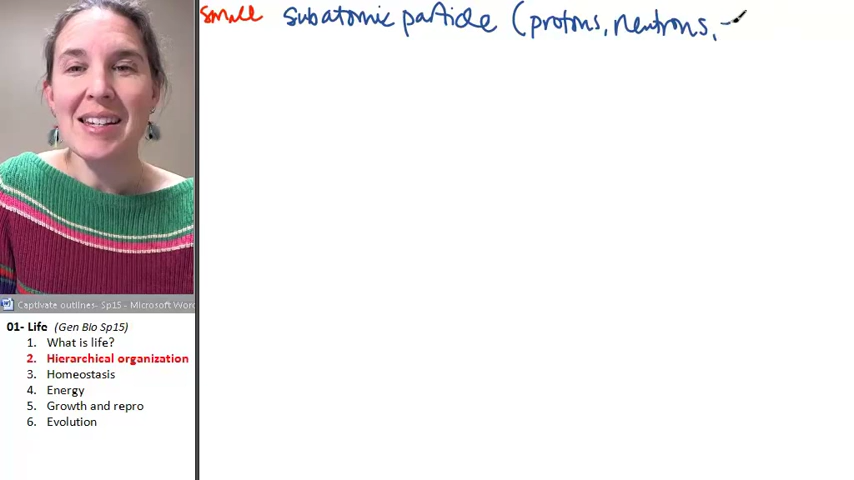 small subatomic particle (protons, neutrons,
Captivate outlines- Sp15 - Microsoft Word
01- Life (Gen Bio Sp15)
1. What is life?
2. Hierarchical organization
3. Homeostasis
4. Energy
5. Growth and repro
6. Evolution